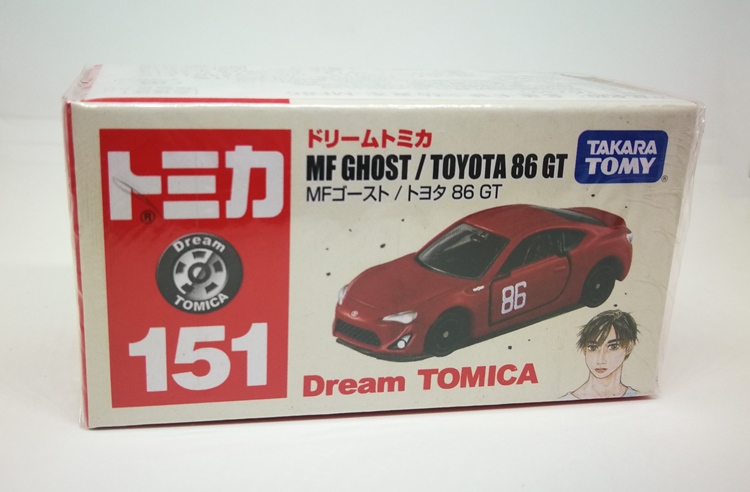 トミカ
®
Dream
TOMICA
151
ドリームトミカ
MF GHOST / TOYOTA 86 GT
MFゴースト / トヨタ 86 GT
TAKARA
TOMY
86
Dream TOMICA